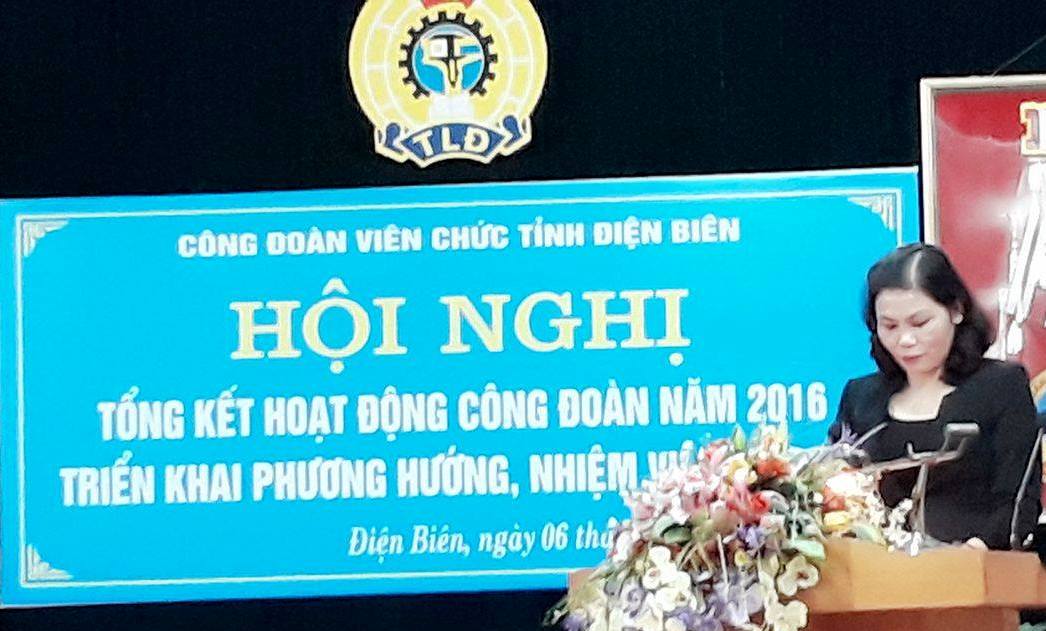 TLĐ
CÔNG ĐOÀN VIÊN CHỨC TỈNH ĐIỆN BIÊN
HỘI NGHỊ
TỔNG KẾT HOẠT ĐỘNG CÔNG ĐOÀN NĂM 2016
TRIỂN KHAI PHƯƠNG HƯỚNG, NHIỆM
Điện Biên, ngày 06